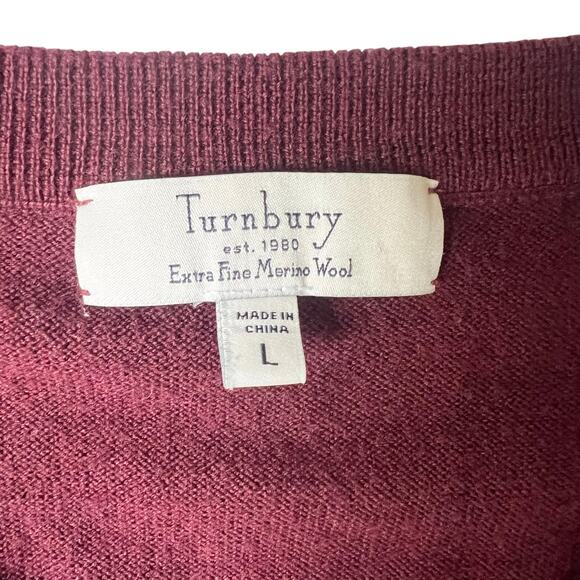 Turnbury
est. 1980
Extra Fine Merino Wool
MADE IN
CHINA
L